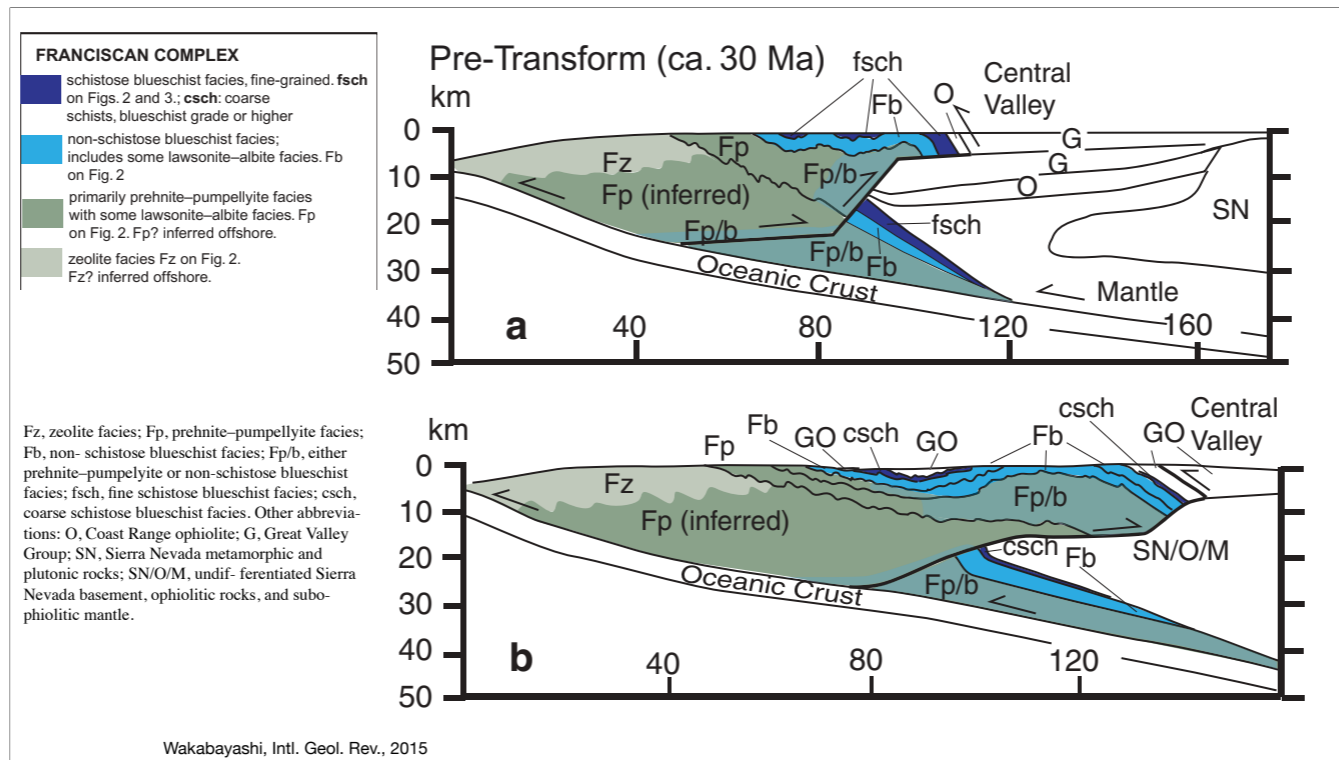 FRANCISCAN COMPLEX
schistose blueschist facies, fine-grained. fsch
on Figs. 2 and 3.; csch: coarse
schists, blueschist grade or higher
non-schistose blueschist facies;
includes some lawsonite–albite facies. Fb
on Fig. 2
primarily prehnite–pumpellyite facies
with some lawsonite–albite facies. Fp
on Fig. 2. Fp? inferred offshore.
zeolite facies Fz on Fig. 2.
Fz? inferred offshore.
Pre-Transform (ca. 30 Ma)
km
fsch
Fb
O
Central
Valley
0
10
20
30
40
50
Fz
Fp
Fp (inferred)
Fp/b
Fp/b
Fp/b
Fb
fsch
G
G
O
SN
Oceanic Crust
Mantle
a
40
80
120
160
Fz, zeolite facies; Fp, prehnite–pumpellyite facies;
Fb, non- schistose blueschist facies; Fp/b, either
prehnite–pumpelyite or non-schistose blueschist
facies; fsch, fine schistose blueschist facies; csch,
coarse schistose blueschist facies. Other abbrevia-
tions: O, Coast Range ophiolite; G, Great Valley
Group; SN, Sierra Nevada metamorphic and
plutonic rocks; SN/O/M, undif- ferentiated Sierra
Nevada basement, ophiolitic rocks, and subo-
phiolitic mantle.
km
Fp
Fb
GO
csch
GO
Fb
csch
GO
Central
Valley
0
10
20
30
40
50
Fz
Fp (inferred)
Fp/b
csch
Fb
SN/O/M
Fp/b
Oceanic Crust
b
40
80
120
Wakabayashi, Intl. Geol. Rev., 2015